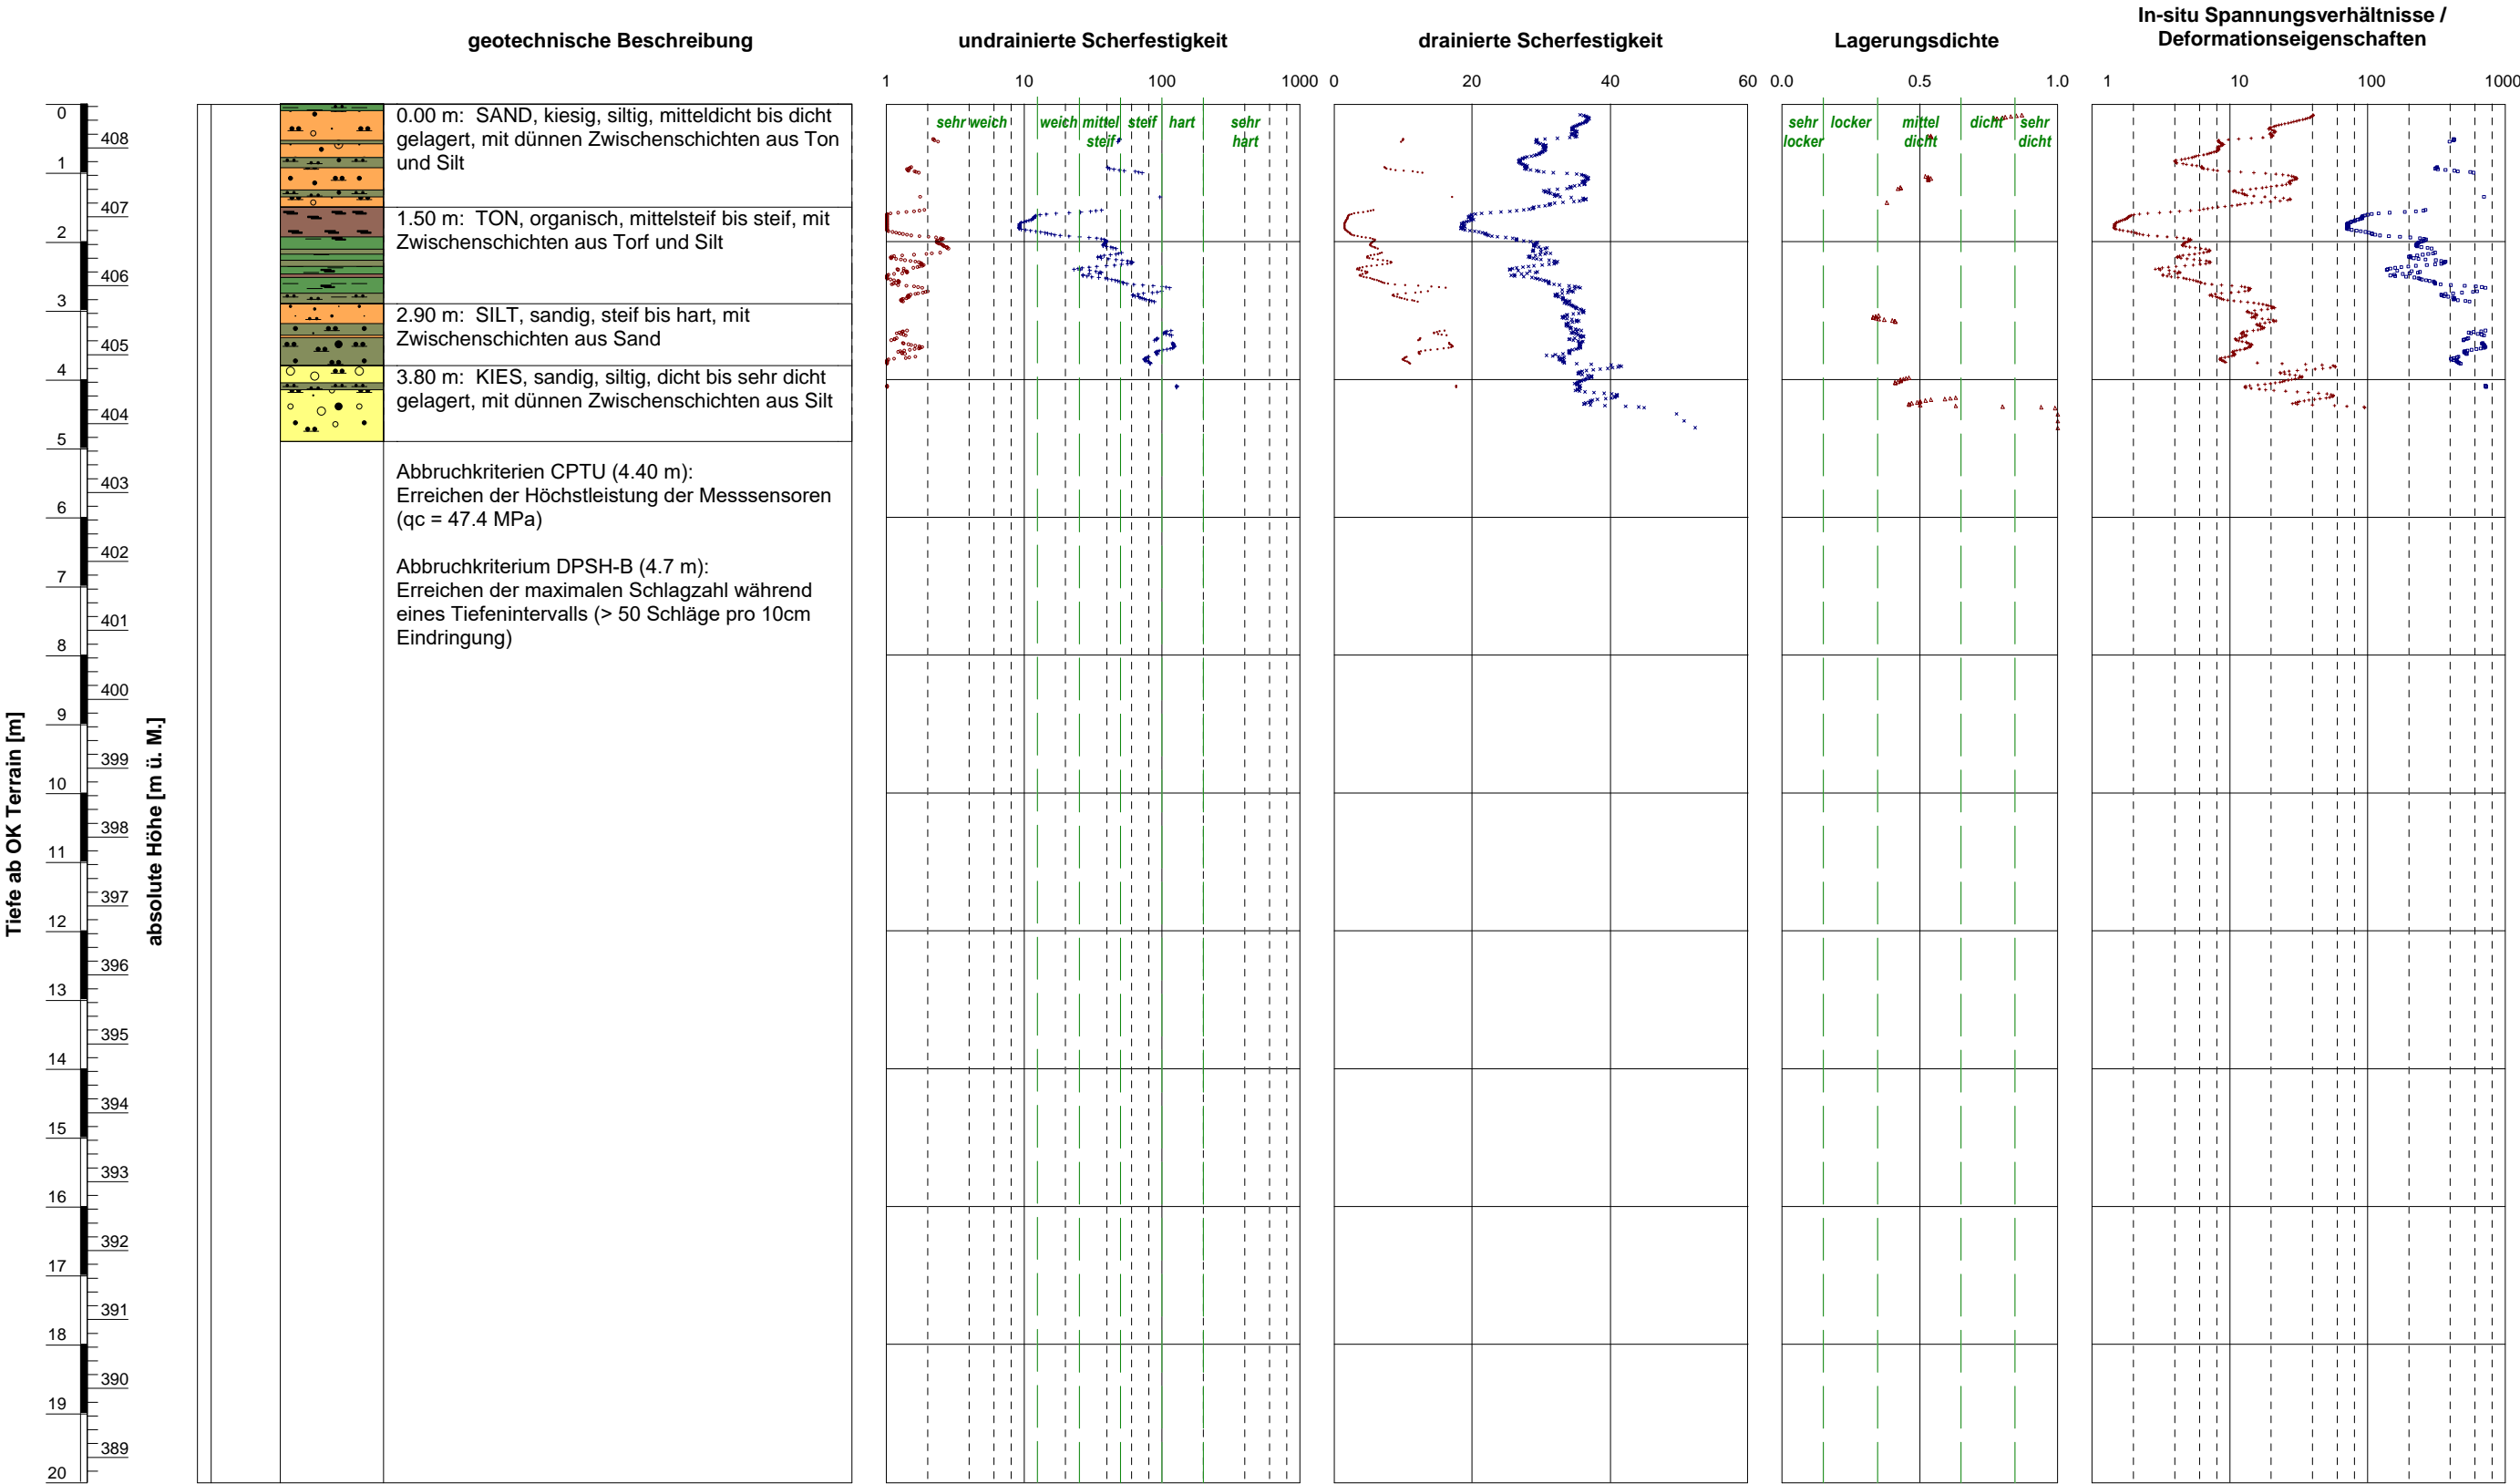 In-situ Spannungsverhältnisse /
geotechnische Beschreibung undrainierte Scherfestigkeit drainierte Scherfestigkeit Lagerungsdichte Deformationseigenschaften
1 10 100 1000 0 20 40 60 0.0 0.5 1.0 1 10 100 1000
0.00 m: SAND, kiesig, siltig, mitteldicht bis dicht
gelagert, mit dünnen Zwischenschichten aus Ton
und Silt
1.50 m: TON, organisch, mittelsteif bis steif, mit
Zwischenschichten aus Torf und Silt
2.90 m: SILT, sandig, steif bis hart, mit
Zwischenschichten aus Sand
3.80 m: KIES, sandig, siltig, dicht bis sehr dicht
gelagert, mit dünnen Zwischenschichten aus Silt
Abbruchkriterien CPTU (4.40 m):
Erreichen der Höchstleistung der Messsensoren
(qc = 47.4 MPa)
Abbruchkriterium DPSH-B (4.7 m):
Erreichen der maximalen Schlagzahl während
eines Tiefenintervalls (> 50 Schläge pro 10cm
Eindringung)
sehr weich weich mittel steif hart sehr
steif hart
sehr locker mittel dicht sehr
locker dicht dicht
Tiefe ab OK Terrain [m]
absolute Höhe [m ü. M.]
0
408
1
407
2
406
3
405
4
404
5
403
6
402
7
401
8
400
9
399
10
398
11
397
12
396
13
395
14
394
15
393
16
392
17
391
18
390
19
389
20